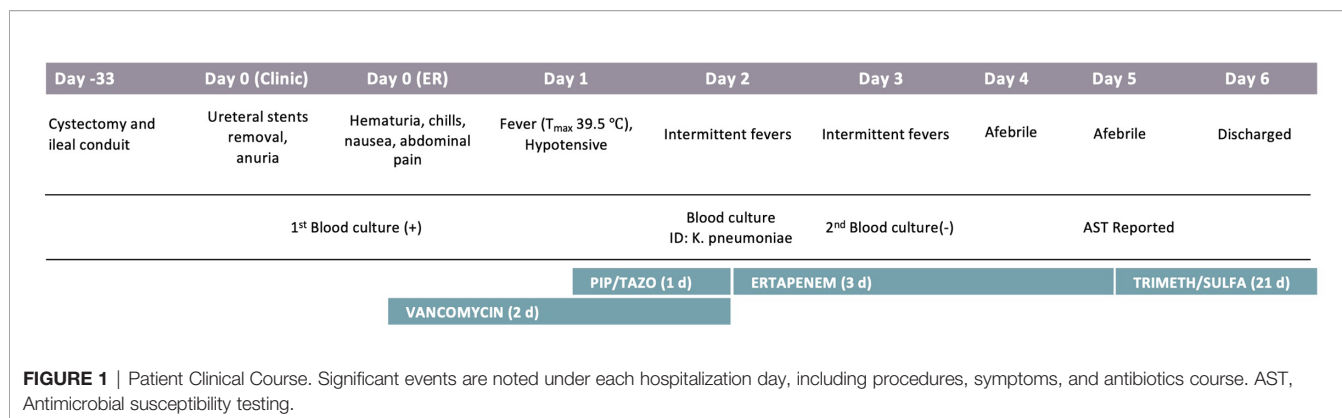 Day -33 Day 0 (Clinic) Day 0 (ER) Day 1 Day 2 Day 3 Day 4 Day 5 Day 6
Cystectomy and
ileal conduit
Ureteral stents
removal,
anuria
Hematuria, chills,
nausea, abdominal
pain
Fever (Tmax 39.5 °C),
Hypotensive
Intermittent fevers
Intermittent fevers
Afebrile
Afebrile
Discharged
1st Blood culture (+)
Blood culture
ID: K. pneumoniae
2nd Blood culture(-)
AST Reported
PIP/TAZO (1 d) ERTAPENEM (3 d) TRIMETH/SULFA (21 d)
VANCOMYCIN (2 d)
FIGURE 1 | Patient Clinical Course. Significant events are noted under each hospitalization day, including procedures, symptoms, and antibiotics course. AST,
Antimicrobial susceptibility testing.